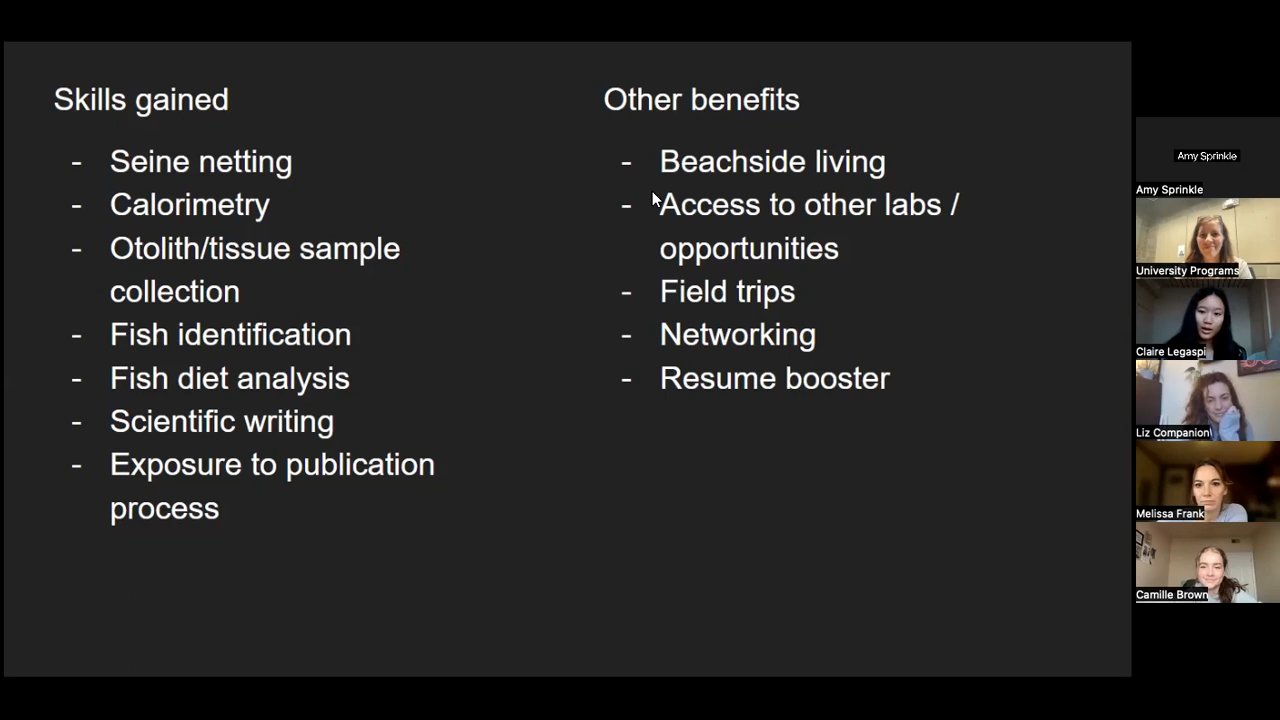 Skills gained
- Seine netting
- Calorimetry
- Otolith/tissue sample
collection
- Fish identification
- Fish diet analysis
- Scientific writing
- Exposure to publication
process
Other benefits
- Beachside living
- Access to other labs /
opportunities
- Field trips
- Networking
- Resume booster
Amy Sprinkle
Amy Sprinkle
University Programs
Claire Legaspi
Liz Companion\
Melissa Frank
Camille Brown